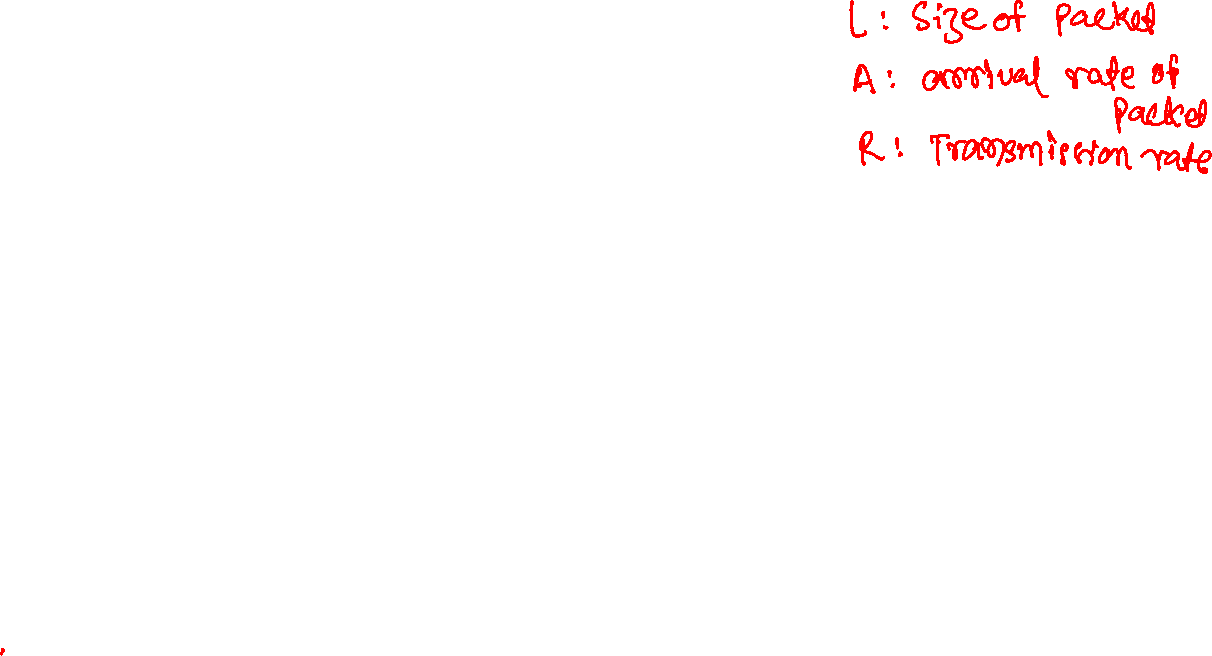 L: Size of Packet
A: arrival rate of
Packet
R: Transmission rate